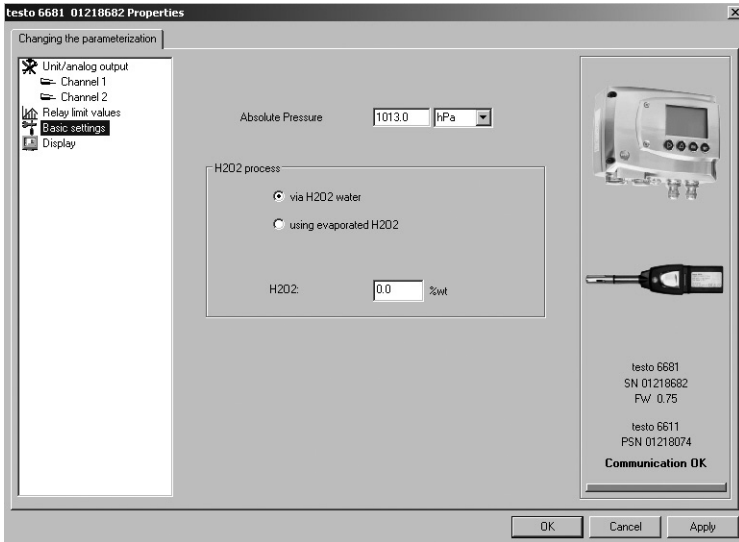 testo 6681 01218682 Properties
Changing the parameterization
Unit/analog output
Channel 1
Channel 2
Relay limit values
Basic settings
Display
Absolute Pressure 1013.0 hPa
H2O2 process
via H2O2 water
using evaporated H2O2
H2O2: 0.0 %wt
testo 6681
SN 01218682
FW 0.75
testo 6611
PSN 01218074
Communication OK
OK Cancel Apply